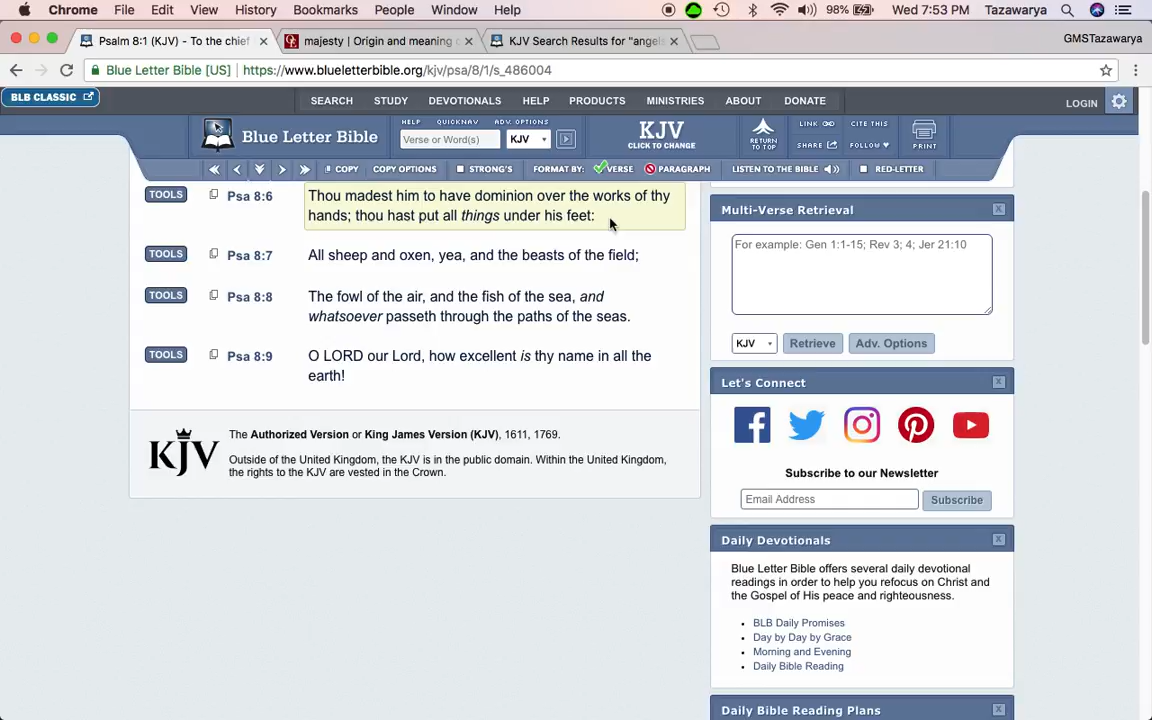 Chrome File Edit View History Bookmarks People Window Help 98% Wed 7:53 PM Tazawarya
Psalm 8:1 (KJV) - To the chief majesty | Origin and meaning o KJV Search Results for "angels GMSTazawarya
Blue Letter Bible [US] https://www.blueletterbible.org/kjv/psa/8/1/s_486004
BLB CLASSIC SEARCH STUDY DEVOTIONALS HELP PRODUCTS MINISTRIES ABOUT DONATE LOGIN
HELP QUICKNAV ADV. OPTIONS
Blue Letter Bible Verse or Word(s) KJV
KJV
CLICK TO CHANGE
RETURN
TO TOP
LINK CITE THIS
SHARE FOLLOW
PRINT
COPY COPY OPTIONS STRONG'S FORMAT BY: VERSE PARAGRAPH LISTEN TO THE BIBLE RED-LETTER
TOOLS Psa 8:6 Thou madest him to have dominion over the works of thy
hands; thou hast put all things under his feet:
TOOLS Psa 8:7 All sheep and oxen, yea, and the beasts of the field;
TOOLS Psa 8:8 The fowl of the air, and the fish of the sea, and
whatsoever passeth through the paths of the seas.
TOOLS Psa 8:9 O LORD our Lord, how excellent is thy name in all the
earth!
KJV
The Authorized Version or King James Version (KJV), 1611, 1769.
Outside of the United Kingdom, the KJV is in the public domain. Within the United Kingdom,
the rights to the KJV are vested in the Crown.
Multi-Verse Retrieval X
For example: Gen 1:1-15; Rev 3; 4; Jer 21:10
KJV Retrieve Adv. Options
Let's Connect X
Subscribe to our Newsletter
Email Address Subscribe
Daily Devotionals X
Blue Letter Bible offers several daily devotional
readings in order to help you refocus on Christ and
the Gospel of His peace and righteousness.
BLB Daily Promises
Day by Day by Grace
Morning and Evening
Daily Bible Reading
Daily Bible Reading Plans X